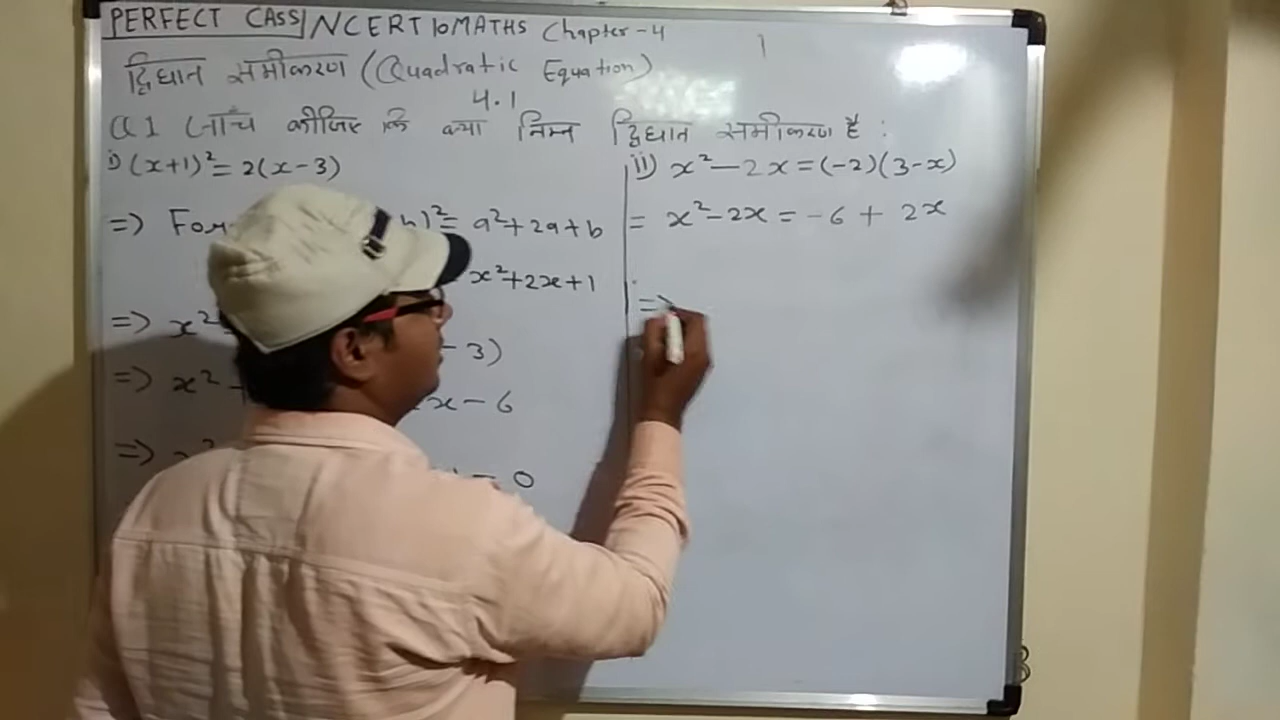 PERFECT CASS NCERT 10 MATHS Chapter-4
द्विघात समीकरण (Quadratic Equation)
4.1
Q1 जाँच कीजिए कि क्या निम्न द्विघात समीकरण है :
i) (x+1)² = 2(x-3)
=> For
)² = a²+2a+b
x²+2x+1
=> x²
- 3)
=> x²
x - 6
=>
= 0
ii) x² - 2x = (-2)(3-x)
= x² - 2x = -6 + 2x
=>